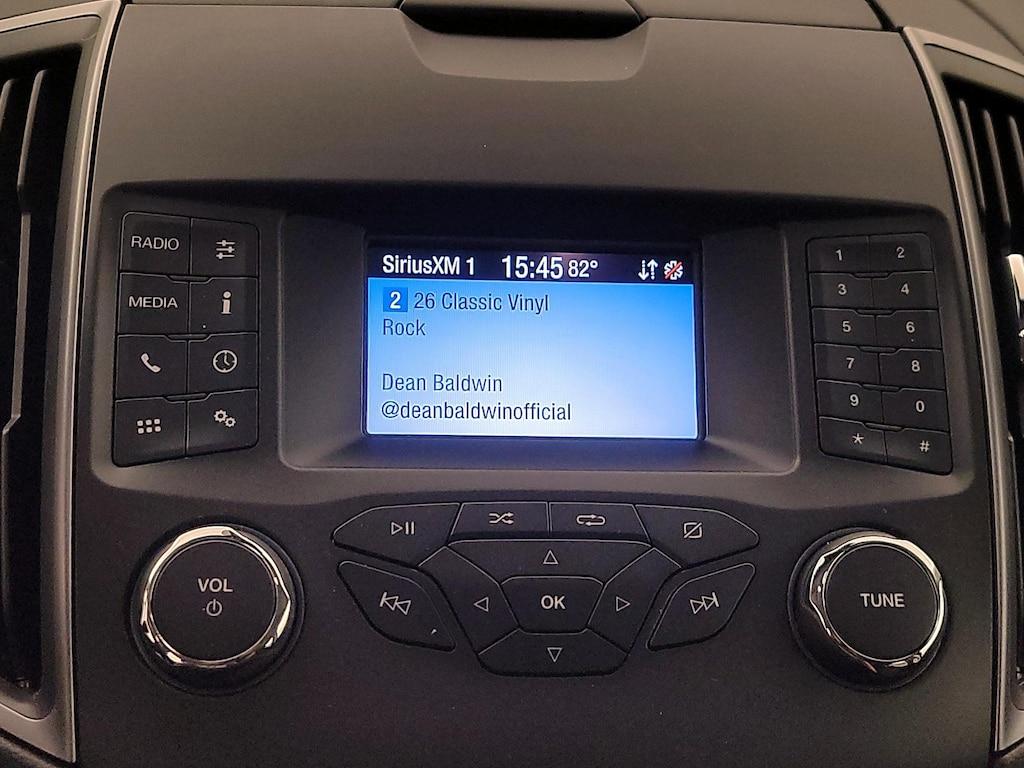 SiriusXM 1 15:45 82°
2 26 Classic Vinyl
Rock
Dean Baldwin
@deanbaldwinofficial
RADIO
MEDIA
1 2
3 4
5 6
7 8
9 0
* #
VOL
OK
TUNE